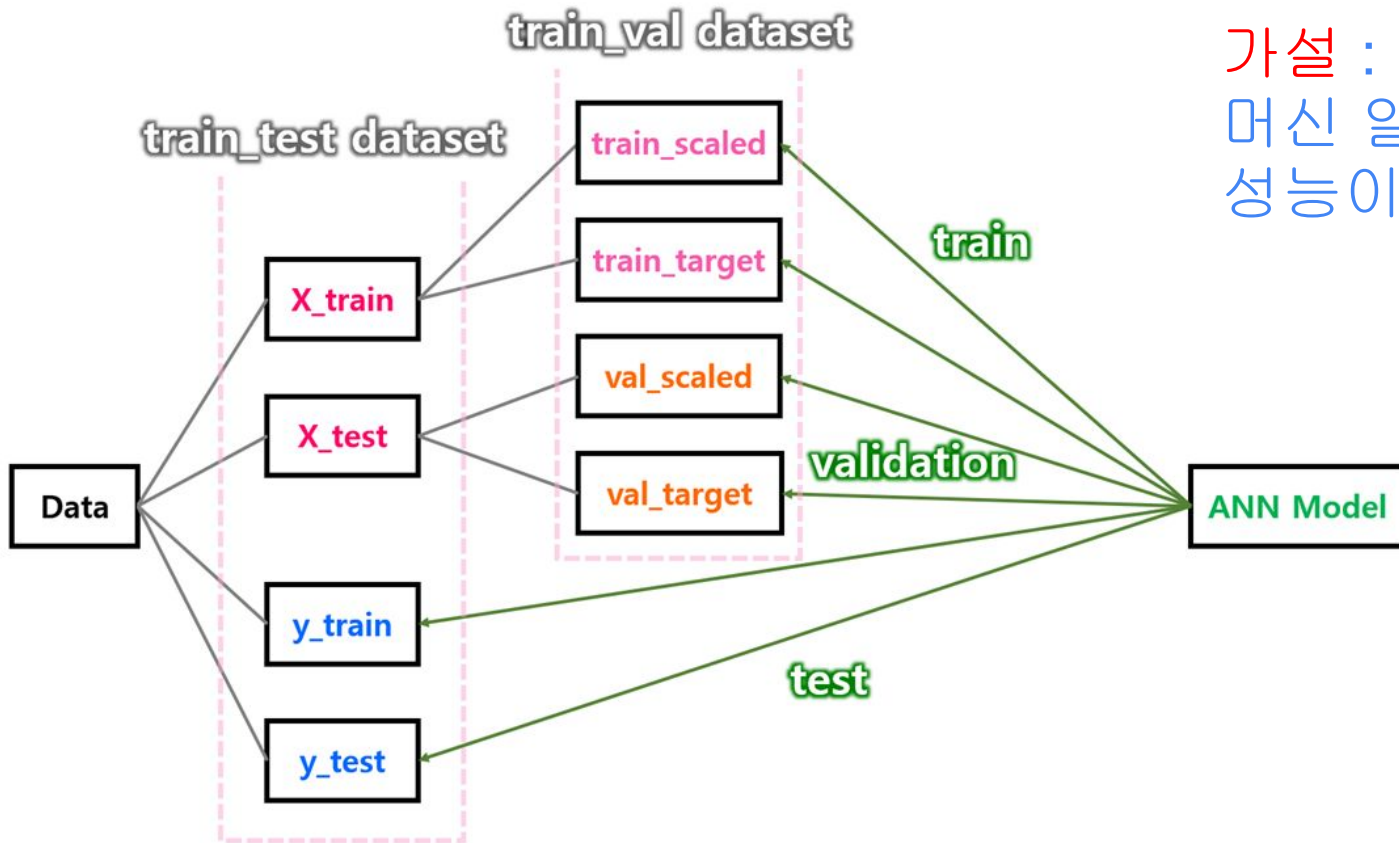 train_val dataset
가설 :
머신 일
성능이
train_test dataset
train_scaled
train
train_target
X_train
val_scaled
X_test
validation
val_target
Data
ANN Model
y_train
test
y_test